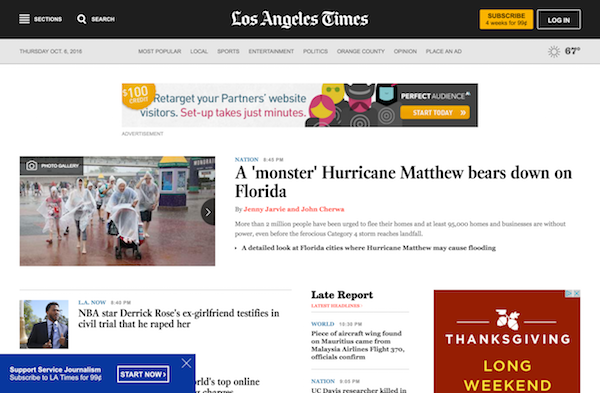 SECTIONS
SEARCH
Los Angeles Times
SUBSCRIBE
4 weeks for 99¢
LOG IN
THURSDAY OCT. 6, 2016
MOST POPULAR LOCAL SPORTS ENTERTAINMENT POLITICS ORANGE COUNTY OPINION PLACE AN AD
67°
$100
CREDIT
Retarget your Partners' website
visitors. Set-up takes just minutes.
PERFECT AUDIENCE
START TODAY »
ADVERTISEMENT
PHOTO GALLERY
NATION 8:45 PM
A 'monster' Hurricane Matthew bears down on
Florida
By Jenny Jarvie and John Cherwa
More than 2 million people have been urged to flee their homes and at least 95,000 homes and businesses are without
power, even before the ferocious Category 4 storm reaches landfall.
• A detailed look at Florida cities where Hurricane Matthew may cause flooding
L.A. NOW 8:40 PM
NBA star Derrick Rose's ex-girlfriend testifies in
civil trial that he raped her
Late Report
LATEST HEADLINES
WORLD 10:30 PM
Piece of aircraft wing found
on Mauritius came from
Malaysia Airlines Flight 370,
officials confirm
NATION
UC Davis researcher killed in
THANKSGIVING
LONG
WEEKEND
Support Service Journalism
Subscribe to LA Times for 99¢
START NOW ›
rld's top online
charges